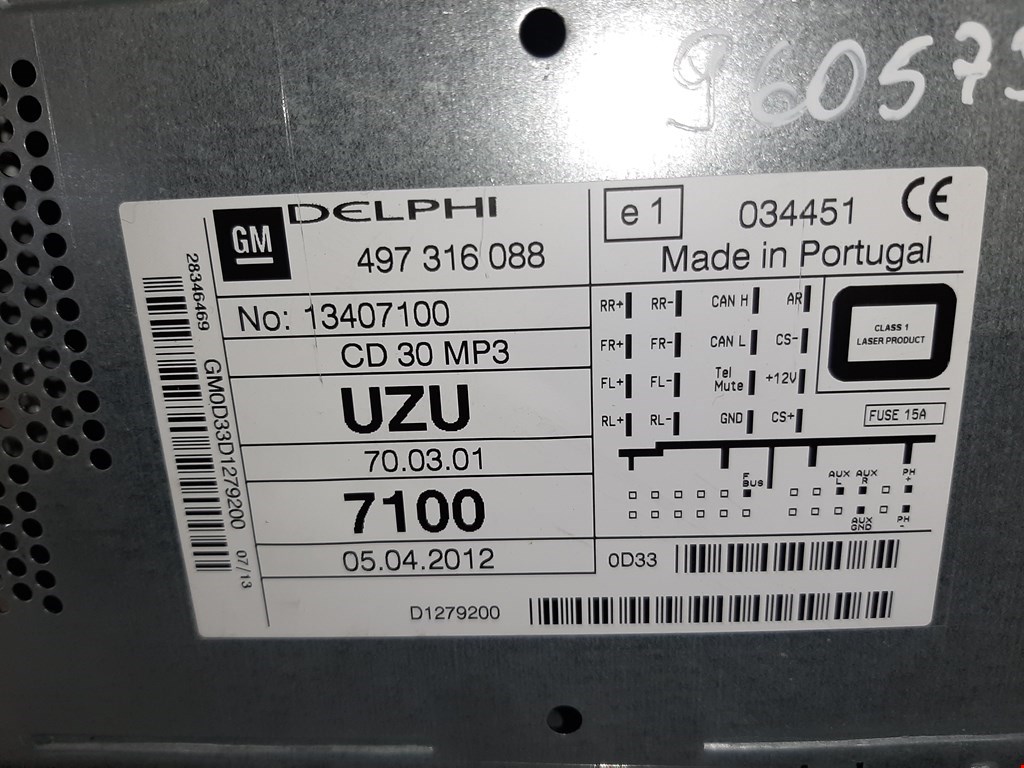 960573
GM
DELPHI
497 316 088
e 1
034451
CE
Made in Portugal
No: 13407100
CD 30 MP3
UZU
70.03.01
7100
05.04.2012
28346469
GM0D33D1279200
07/13
RR+ RR- CAN H AR
FR+ FR- CAN L CS-
FL+ FL- Tel Mute +12V
RL+ RL- GND CS+
CLASS 1
LASER PRODUCT
FUSE 15A
F BUS
AUX L
AUX R
PH +
AUX GND
PH -
0D33
D1279200